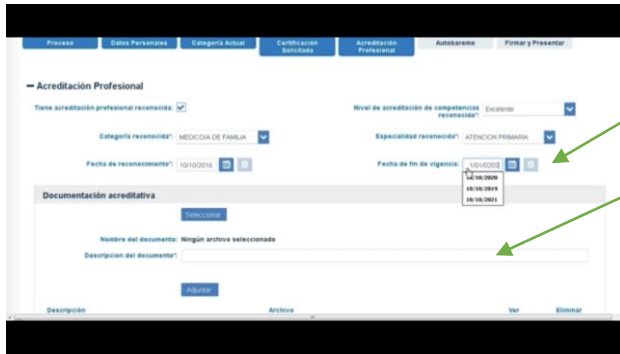 Proceso Datos Personales Categoría Actual Certificación Solicitada Acreditación Profesional Autobaremo Firmar y Presentar
Acreditación Profesional
Tiene acreditación profesional reconocida:
Nivel de acreditación de competencias reconocido*: Excelente
Categoría reconocida*: MEDICO/A DE FAMILIA
Especialidad reconocida*: ATENCION PRIMARIA
Fecha de reconocimiento*: 10/10/2016
Fecha de fin de vigencia:
10/10/2020
10/10/2019
10/10/2021
Documentación acreditativa
Seleccionar
Nombre del documento: Ningún archivo seleccionado
Descripcion del documento*:
Adjuntar
Descripción Archivo Ver Eliminar